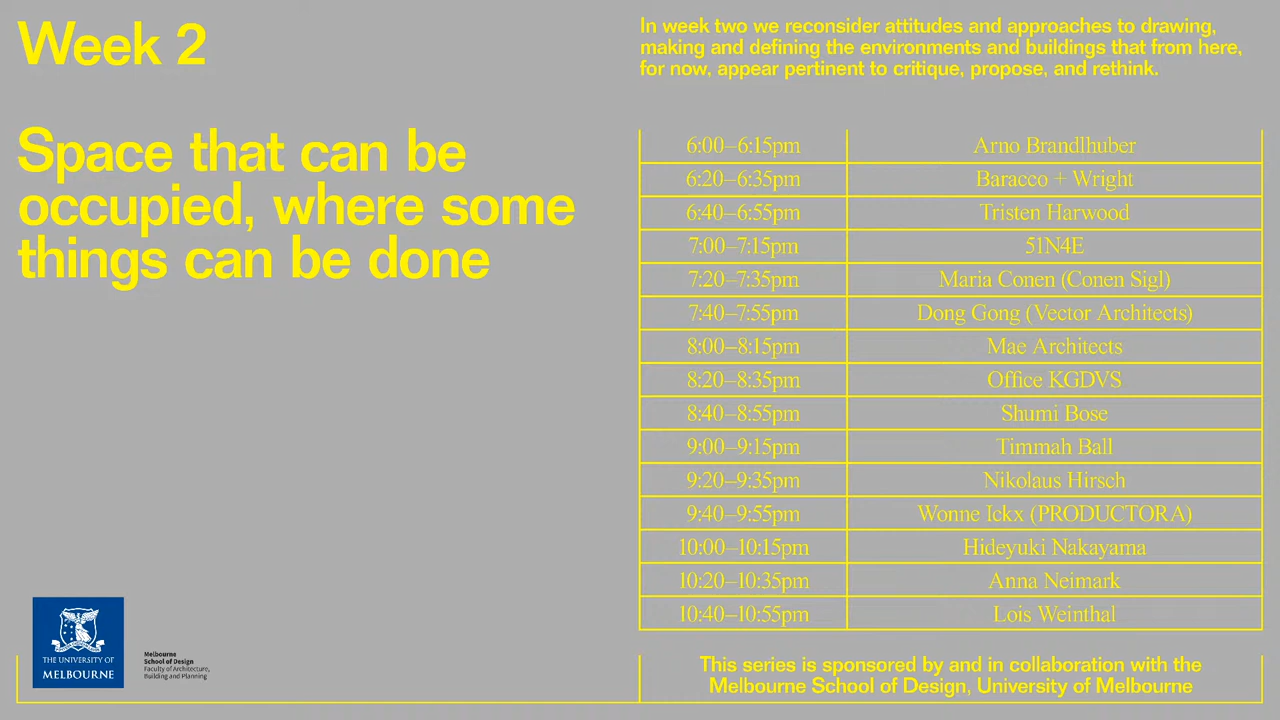 Week 2
Space that can be
occupied, where some
things can be done
In week two we reconsider attitudes and approaches to drawing,
making and defining the environments and buildings that from here,
for now, appear pertinent to critique, propose, and rethink.
6:00–6:15pm Arno Brandlhuber
6:20–6:35pm Baracco + Wright
6:40–6:55pm Tristen Harwood
7:00–7:15pm 51N4E
7:20–7:35pm Maria Conen (Conen Sigl)
7:40–7:55pm Dong Gong (Vector Architects)
8:00–8:15pm Mae Architects
8:20–8:35pm Office KGDVS
8:40–8:55pm Shumi Bose
9:00–9:15pm Timmah Ball
9:20–9:35pm Nikolaus Hirsch
9:40–9:55pm Wonne Ickx (PRODUCTORA)
10:00–10:15pm Hideyuki Nakayama
10:20–10:35pm Anna Neimark
10:40–10:55pm Lois Weinthal
THE UNIVERSITY OF
MELBOURNE
Melbourne
School of Design
Faculty of Architecture,
Building and Planning
This series is sponsored by and in collaboration with the
Melbourne School of Design, University of Melbourne